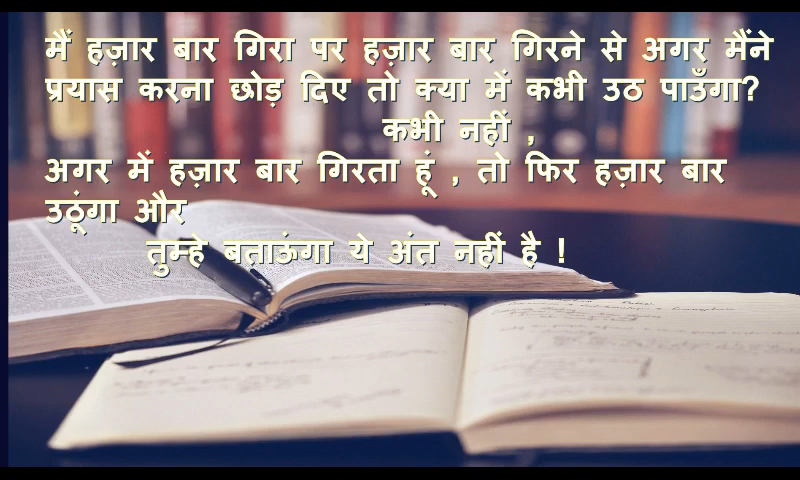 मैं हज़ार बार गिरा पर हज़ार बार गिरने से अगर मैंने
प्रयास करना छोड़ दिए तो क्या में कभी उठ पाउँगा?
कभी नहीं ,
अगर में हज़ार बार गिरता हूं , तो फिर हज़ार बार
उठूंगा और
तुम्हे बताऊंगा ये अंत नहीं है !